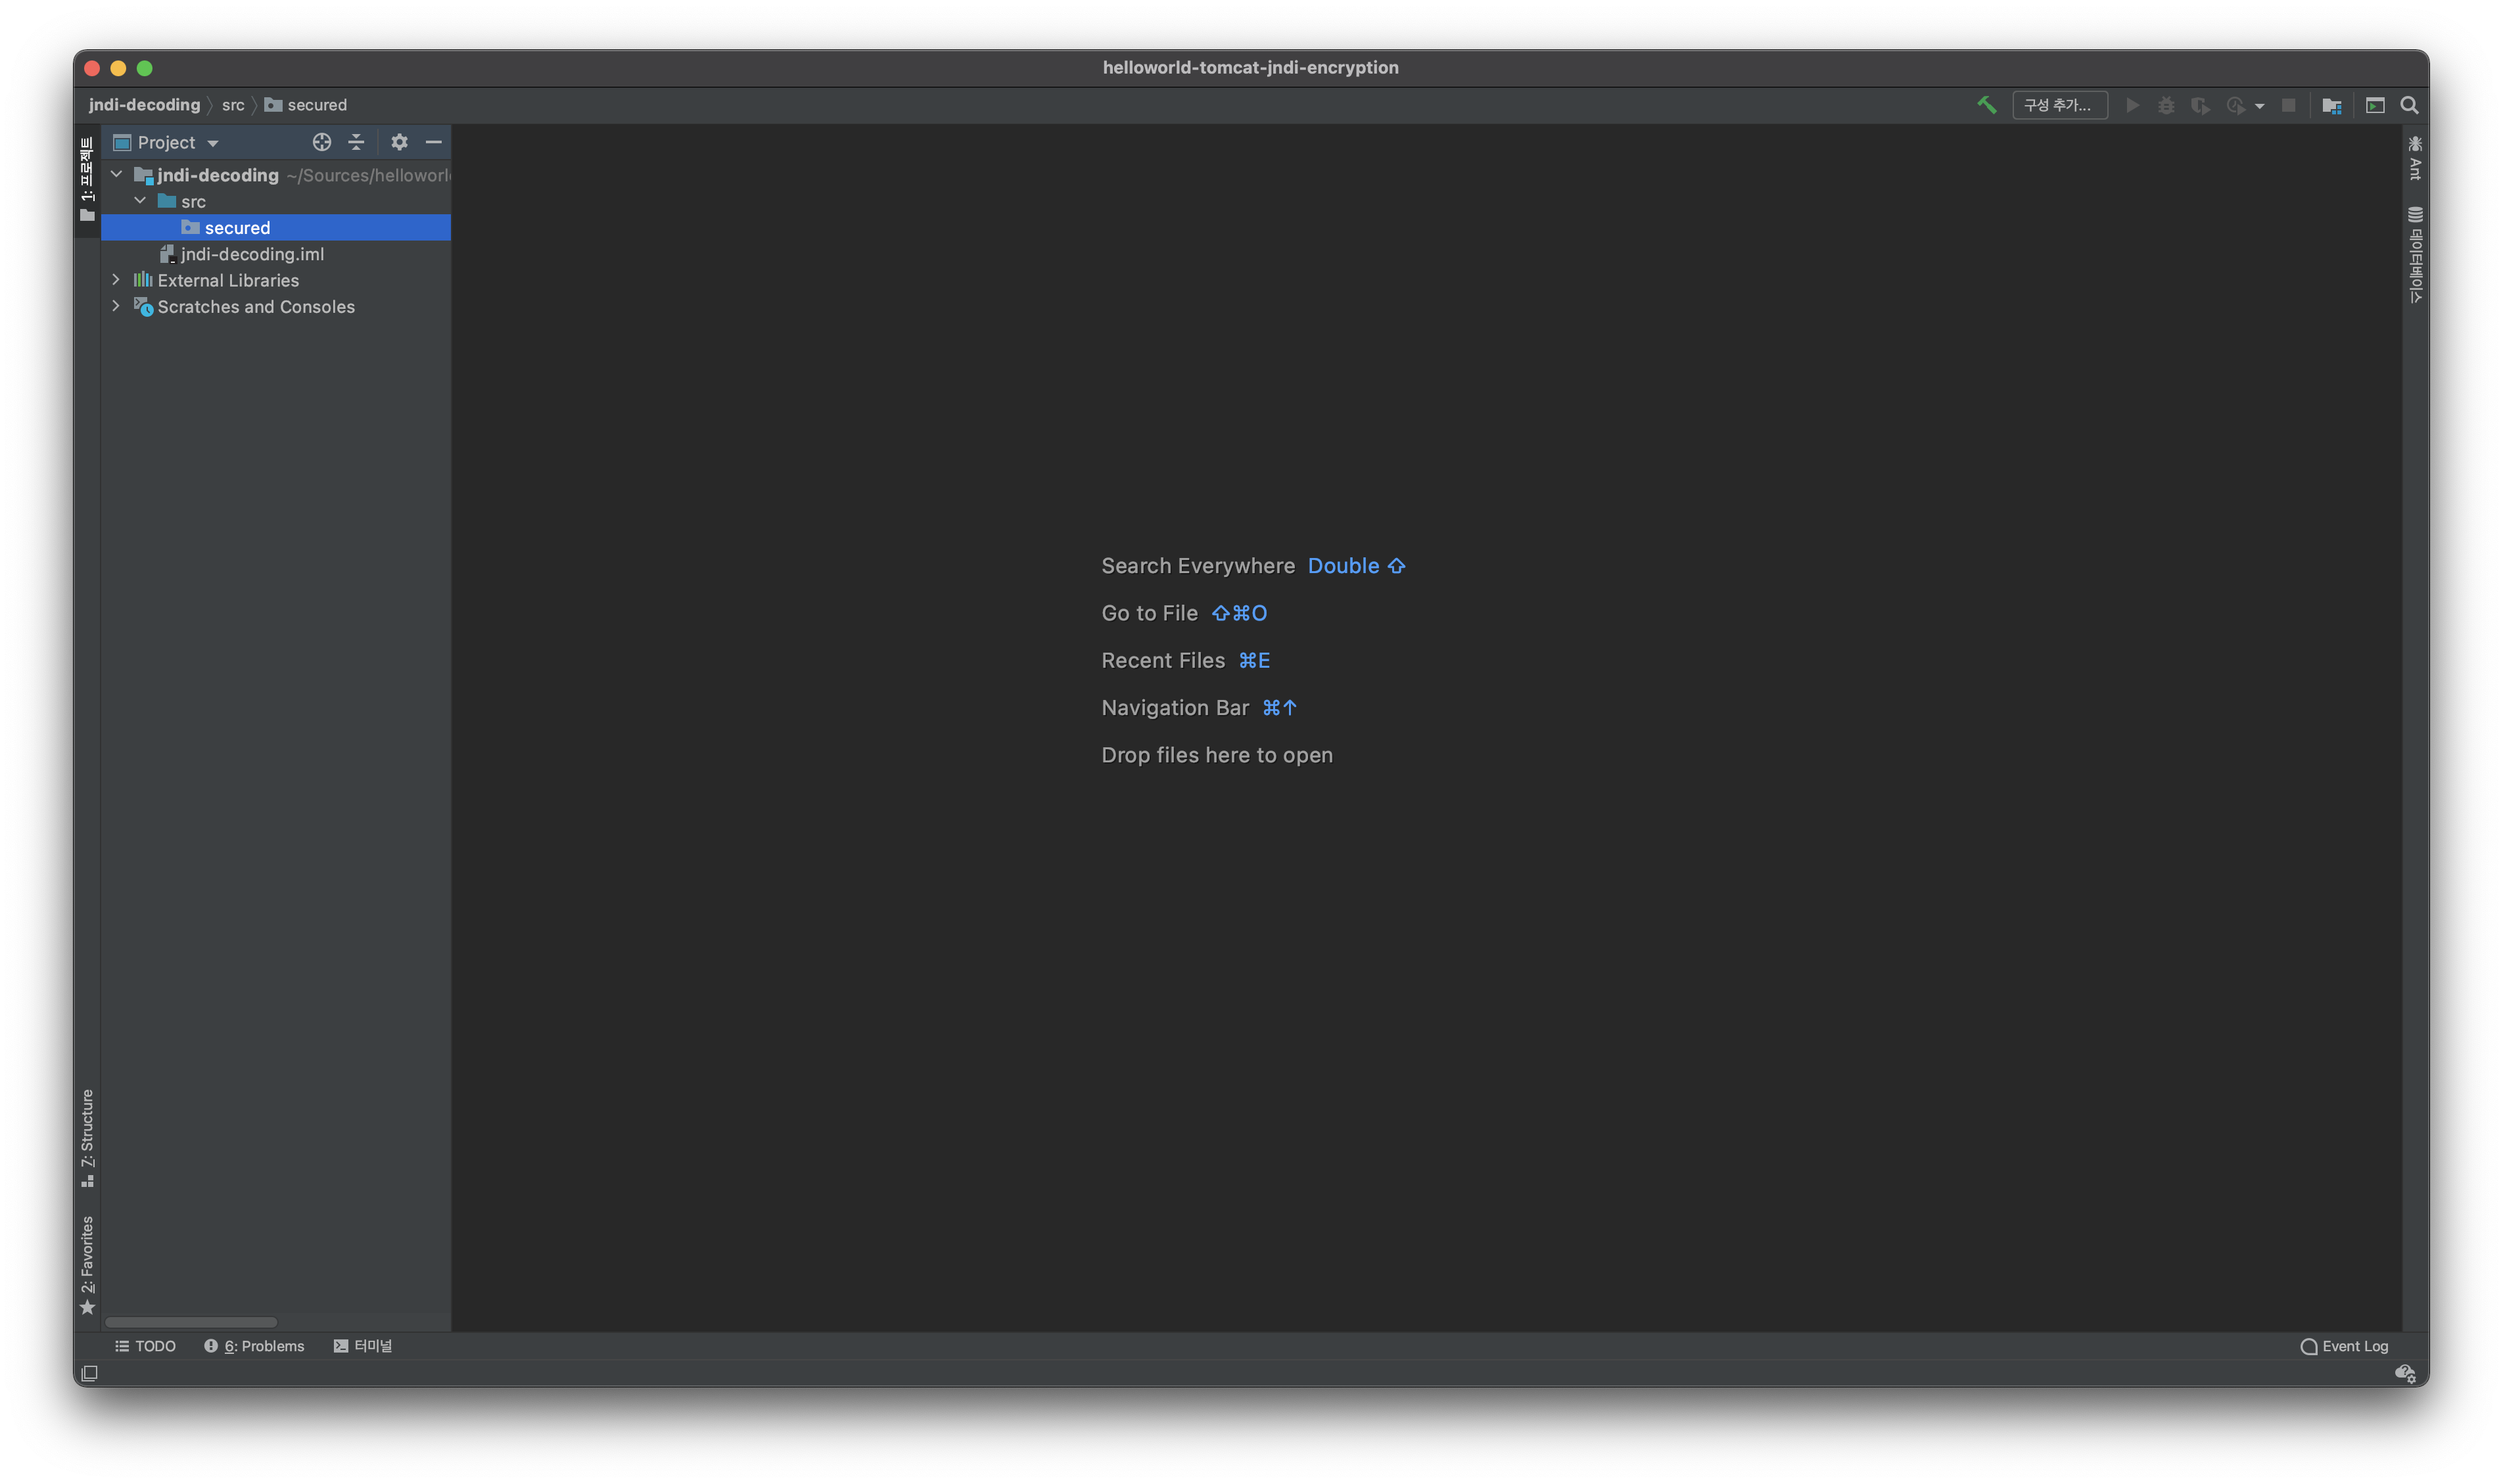 helloworld-tomcat-jndi-encryption
jndi-decoding src secured
구성 추가...
1: 프로젝트
Project
jndi-decoding ~/Sources/helloworl
src
secured
jndi-decoding.iml
External Libraries
Scratches and Consoles
Ant
데이터베이스
Search Everywhere Double ⇧
Go to File ⇧⌘O
Recent Files ⌘E
Navigation Bar ⌘↑
Drop files here to open
7: Structure
2: Favorites
TODO 6: Problems 터미널
Event Log